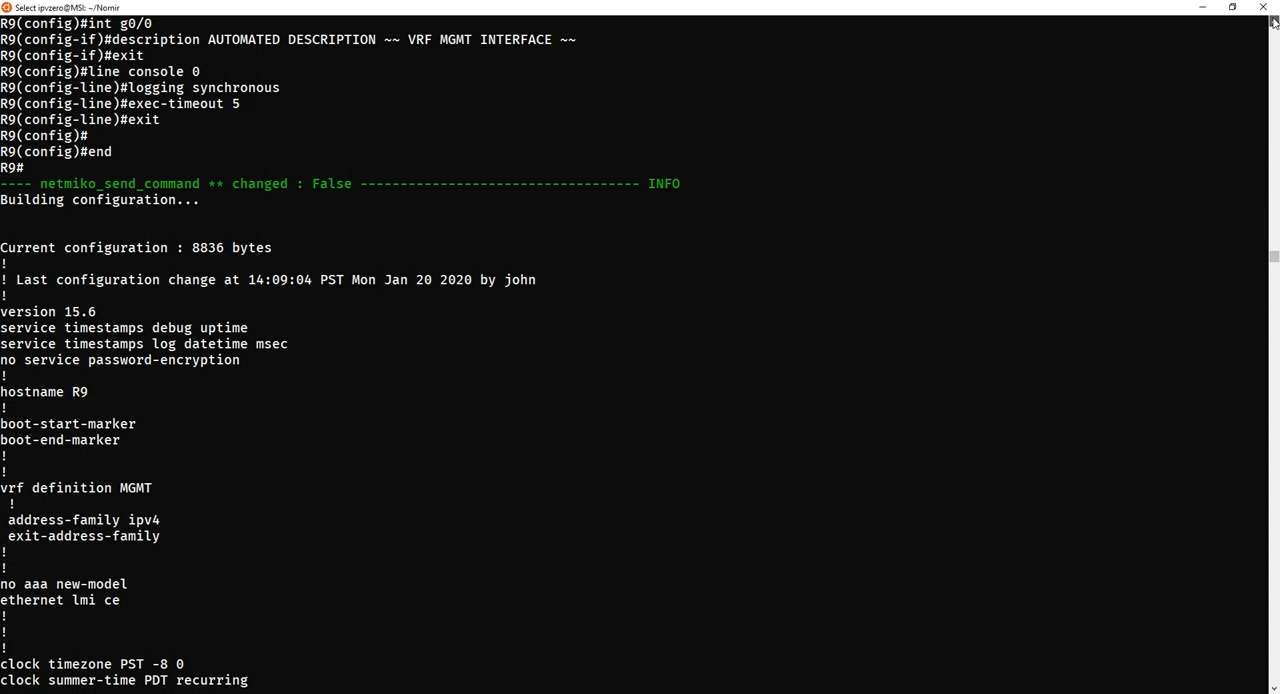 Select ipvzero@MSI: ~/Nornir
R9(config)#int g0/0
R9(config-if)#description AUTOMATED DESCRIPTION ~~ VRF MGMT INTERFACE ~~
R9(config-if)#exit
R9(config)#line console 0
R9(config-line)#logging synchronous
R9(config-line)#exec-timeout 5
R9(config-line)#exit
R9(config)#
R9(config)#end
R9#
---- netmiko_send_command ** changed : False ----------------------------------- INFO
Building configuration...
Current configuration : 8836 bytes
!
! Last configuration change at 14:09:04 PST Mon Jan 20 2020 by john
!
version 15.6
service timestamps debug uptime
service timestamps log datetime msec
no service password-encryption
!
hostname R9
!
boot-start-marker
boot-end-marker
!
!
vrf definition MGMT
 !
 address-family ipv4
 exit-address-family
!
!
no aaa new-model
ethernet lmi ce
!
!
!
clock timezone PST -8 0
clock summer-time PDT recurring